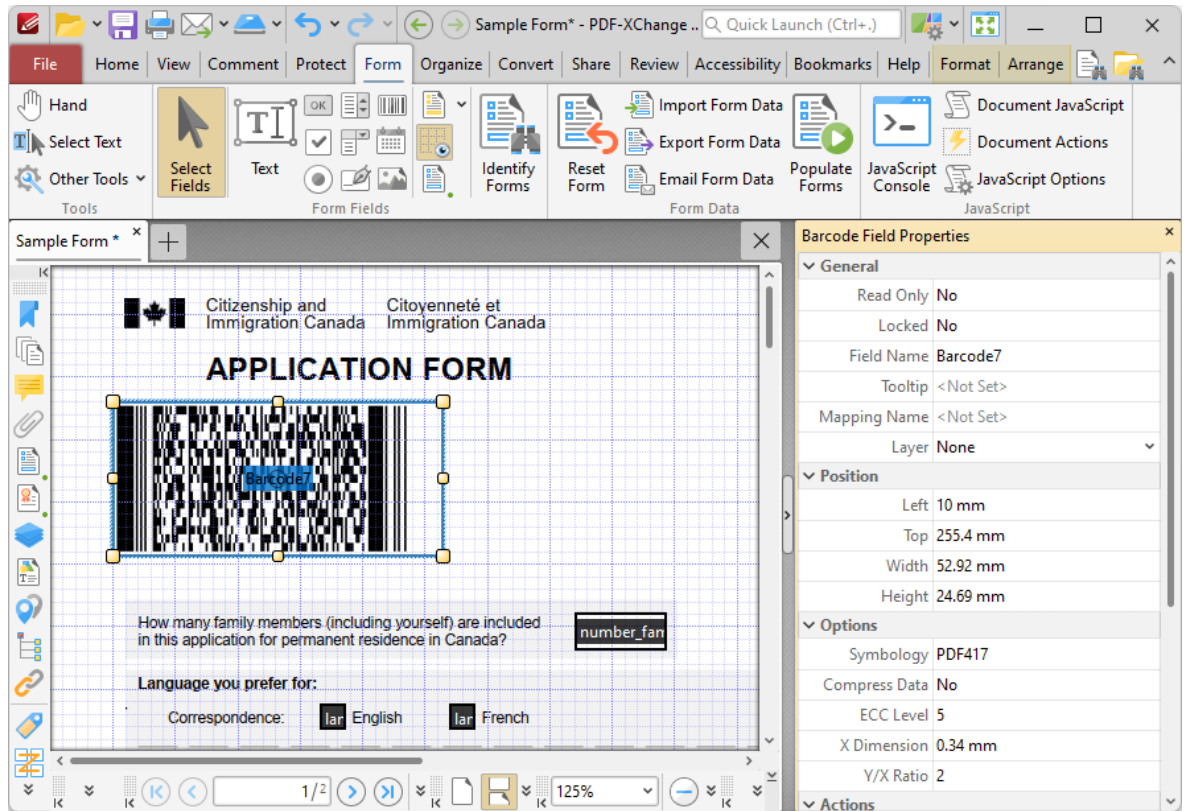 Sample Form* - PDF-XChange ..
Quick Launch (Ctrl+.)
File
Home
View
Comment
Protect
Form
Organize
Convert
Share
Review
Accessibility
Bookmarks
Help
Format
Arrange
Hand
Select Text
Other Tools
Tools
Select Fields
Text
OK
Form Fields
Identify Forms
Reset Form
Import Form Data
Export Form Data
Email Form Data
Form Data
Populate Forms
JavaScript Console
Document JavaScript
Document Actions
JavaScript Options
JavaScript
Sample Form *
Citizenship and
Immigration Canada
Citoyenneté et
Immigration Canada
APPLICATION FORM
Barcode7
How many family members (including yourself) are included
in this application for permanent residence in Canada?
number_fam
Language you prefer for:
Correspondence:
lar
English
lar
French
1/2
125%
Barcode Field Properties
General
Read Only No
Locked No
Field Name Barcode7
Tooltip <Not Set>
Mapping Name <Not Set>
Layer None
Position
Left 10 mm
Top 255.4 mm
Width 52.92 mm
Height 24.69 mm
Options
Symbology PDF417
Compress Data No
ECC Level 5
X Dimension 0.34 mm
Y/X Ratio 2
Actions